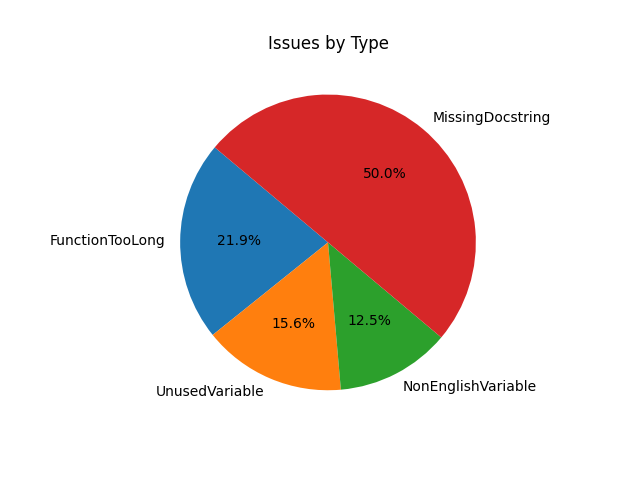 Issues by Type
MissingDocstring
50.0%
FunctionTooLong
21.9%
15.6%
12.5%
UnusedVariable
NonEnglishVariable